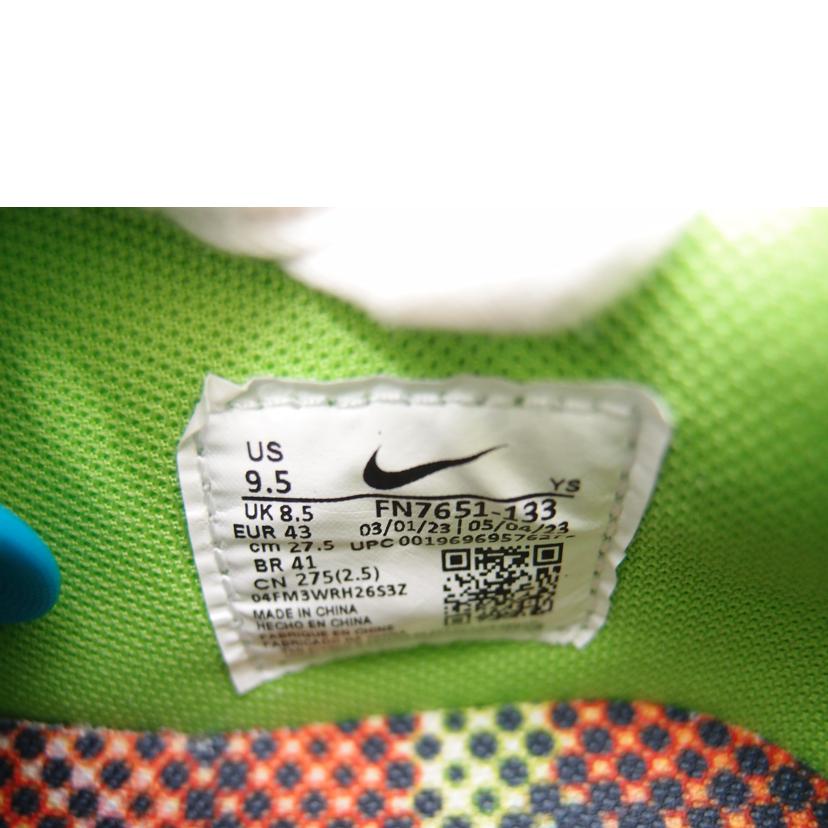 US
9.5
YS
UK 8.5 FN7651-133
EUR 43 03/01/23 | 05/04/23
cm 27.5 UPC
BR 41
CN 275(2.5)
04FM3WRH26S3Z
MADE IN CHINA
HECHO EN CHINA
FABRIQUE EN CHINE